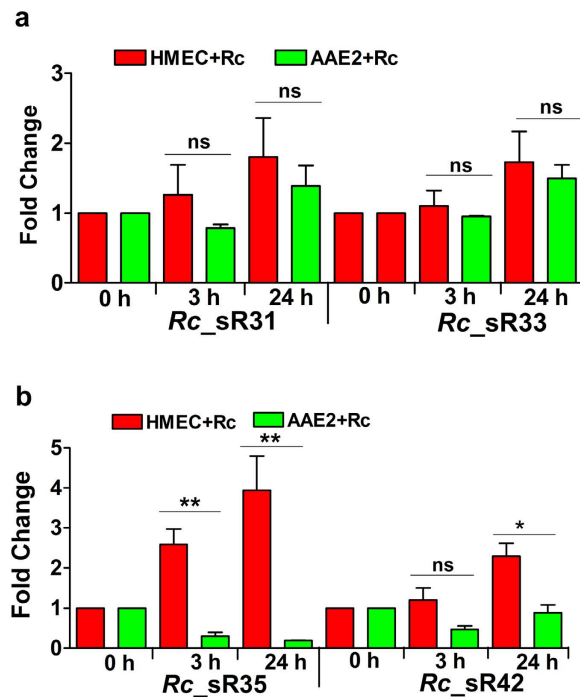 a
HMEC+Rc AAE2+Rc
Fold Change
3
2
1
0
ns
ns
ns
ns
0 h 3 h 24 h 0 h 3 h 24 h
Rc_sR31 Rc_sR33
b
HMEC+Rc AAE2+Rc
Fold Change
5
4
3
2
1
0
**
**
ns
*
0 h 3 h 24 h 0 h 3 h 24 h
Rc_sR35 Rc_sR42